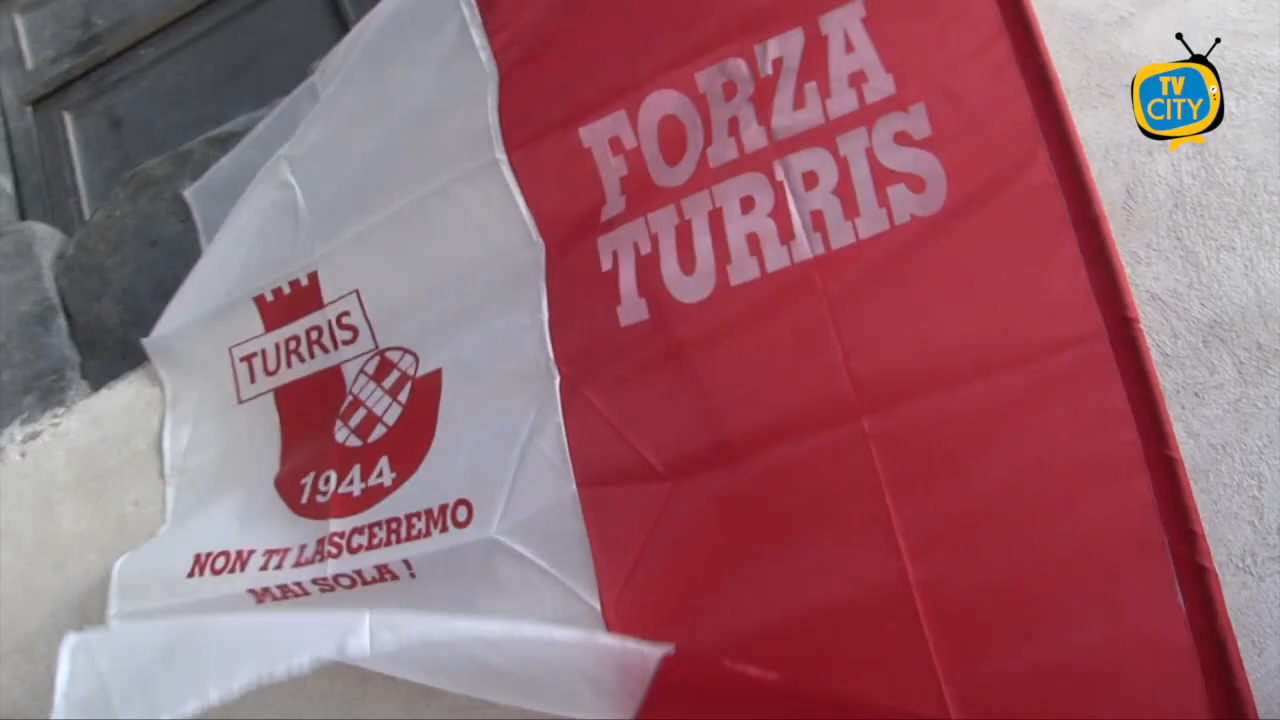 FORZA
TURRIS
TURRIS
1944
NON TI LASCEREMO
MAI SOLA !
TV
CITY